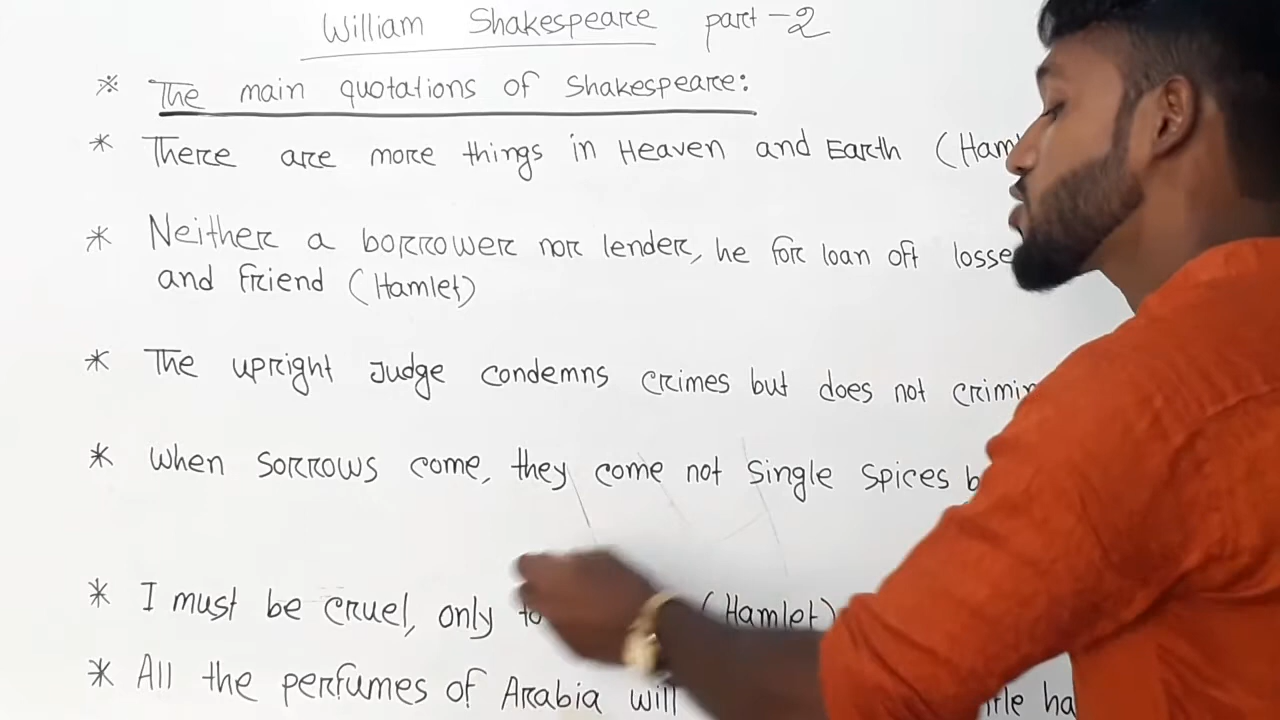 William Shakespeare part-2
※ The main quotations of Shakespeare:
* There are more things in Heaven and Earth (Ham
* Neither a borrower nor lender, he for loan oft losse
and friend (Hamlet)
* The upright Judge condemns crimes but does not crimin
* When sorrows come, they come not single spices b
* I must be cruel, only to (Hamlet)
* All the perfumes of Arabia will ha